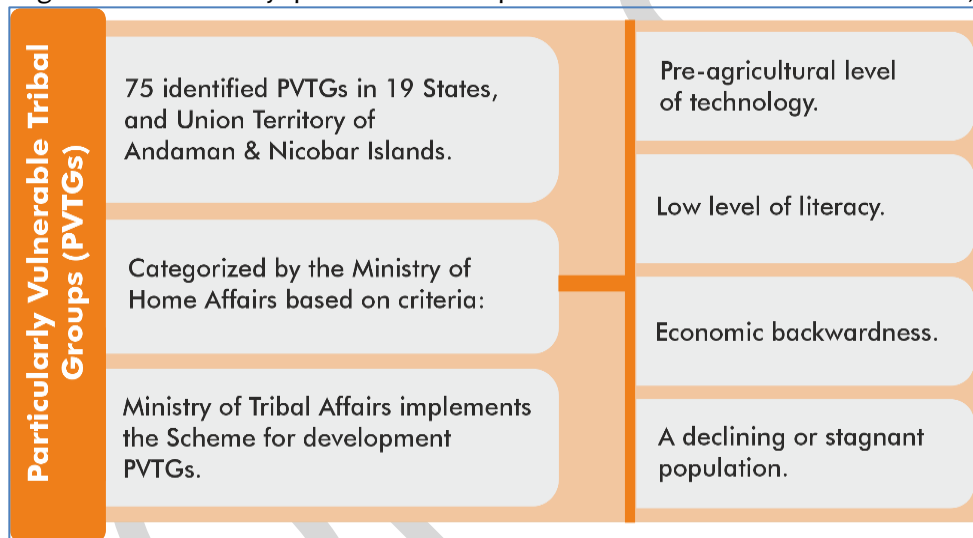 Particularly Vulnerable Tribal
Groups (PVTGs)
75 identified PVTGs in 19 States,
and Union Territory of
Andaman & Nicobar Islands.
Categorized by the Ministry of
Home Affairs based on criteria:
Ministry of Tribal Affairs implements
the Scheme for development
PVTGs.
Pre-agricultural level
of technology.
Low level of literacy.
Economic backwardness.
A declining or stagnant
population.